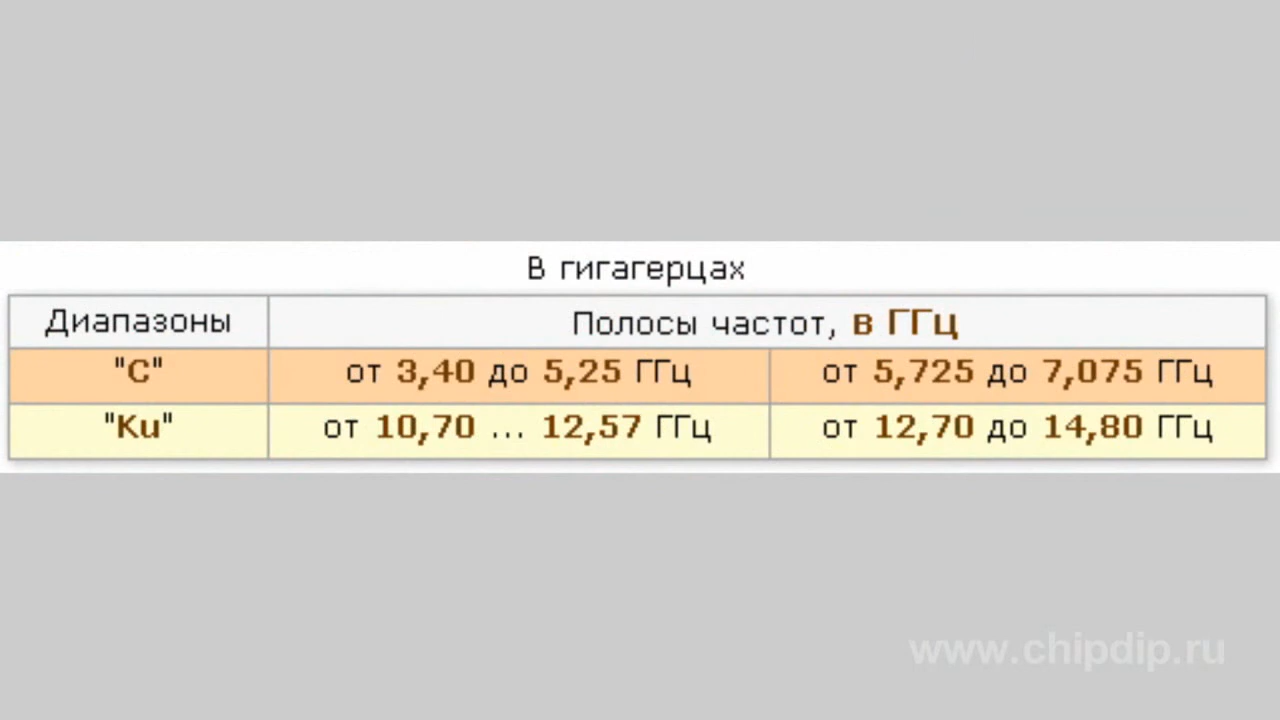 В гигагерцах
Диапазоны Полосы частот, в ГГц
"C" от 3,40 до 5,25 ГГц от 5,725 до 7,075 ГГц
"Ku" от 10,70 ... 12,57 ГГц от 12,70 до 14,80 ГГц
www.chipdip.ru